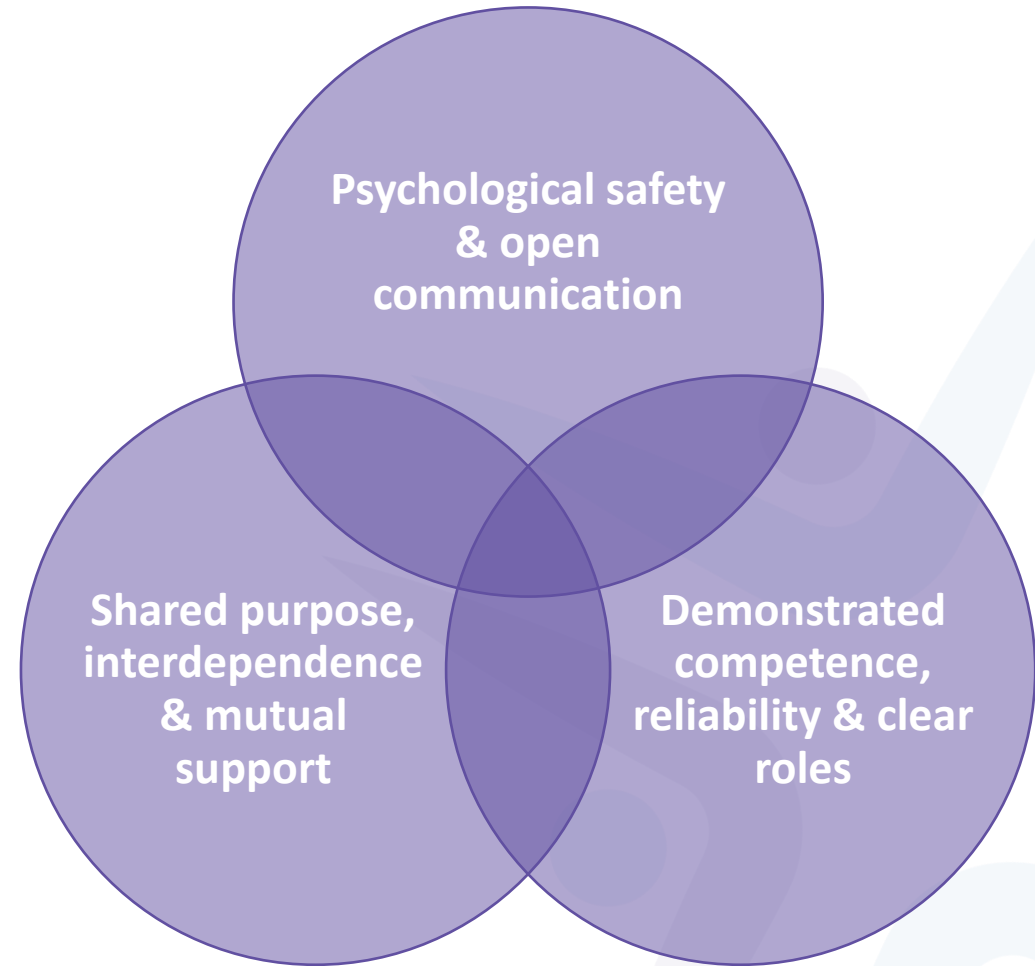 Psychological safety
& open
communication
Shared purpose,
interdependence
& mutual
support
Demonstrated
competence,
reliability & clear
roles